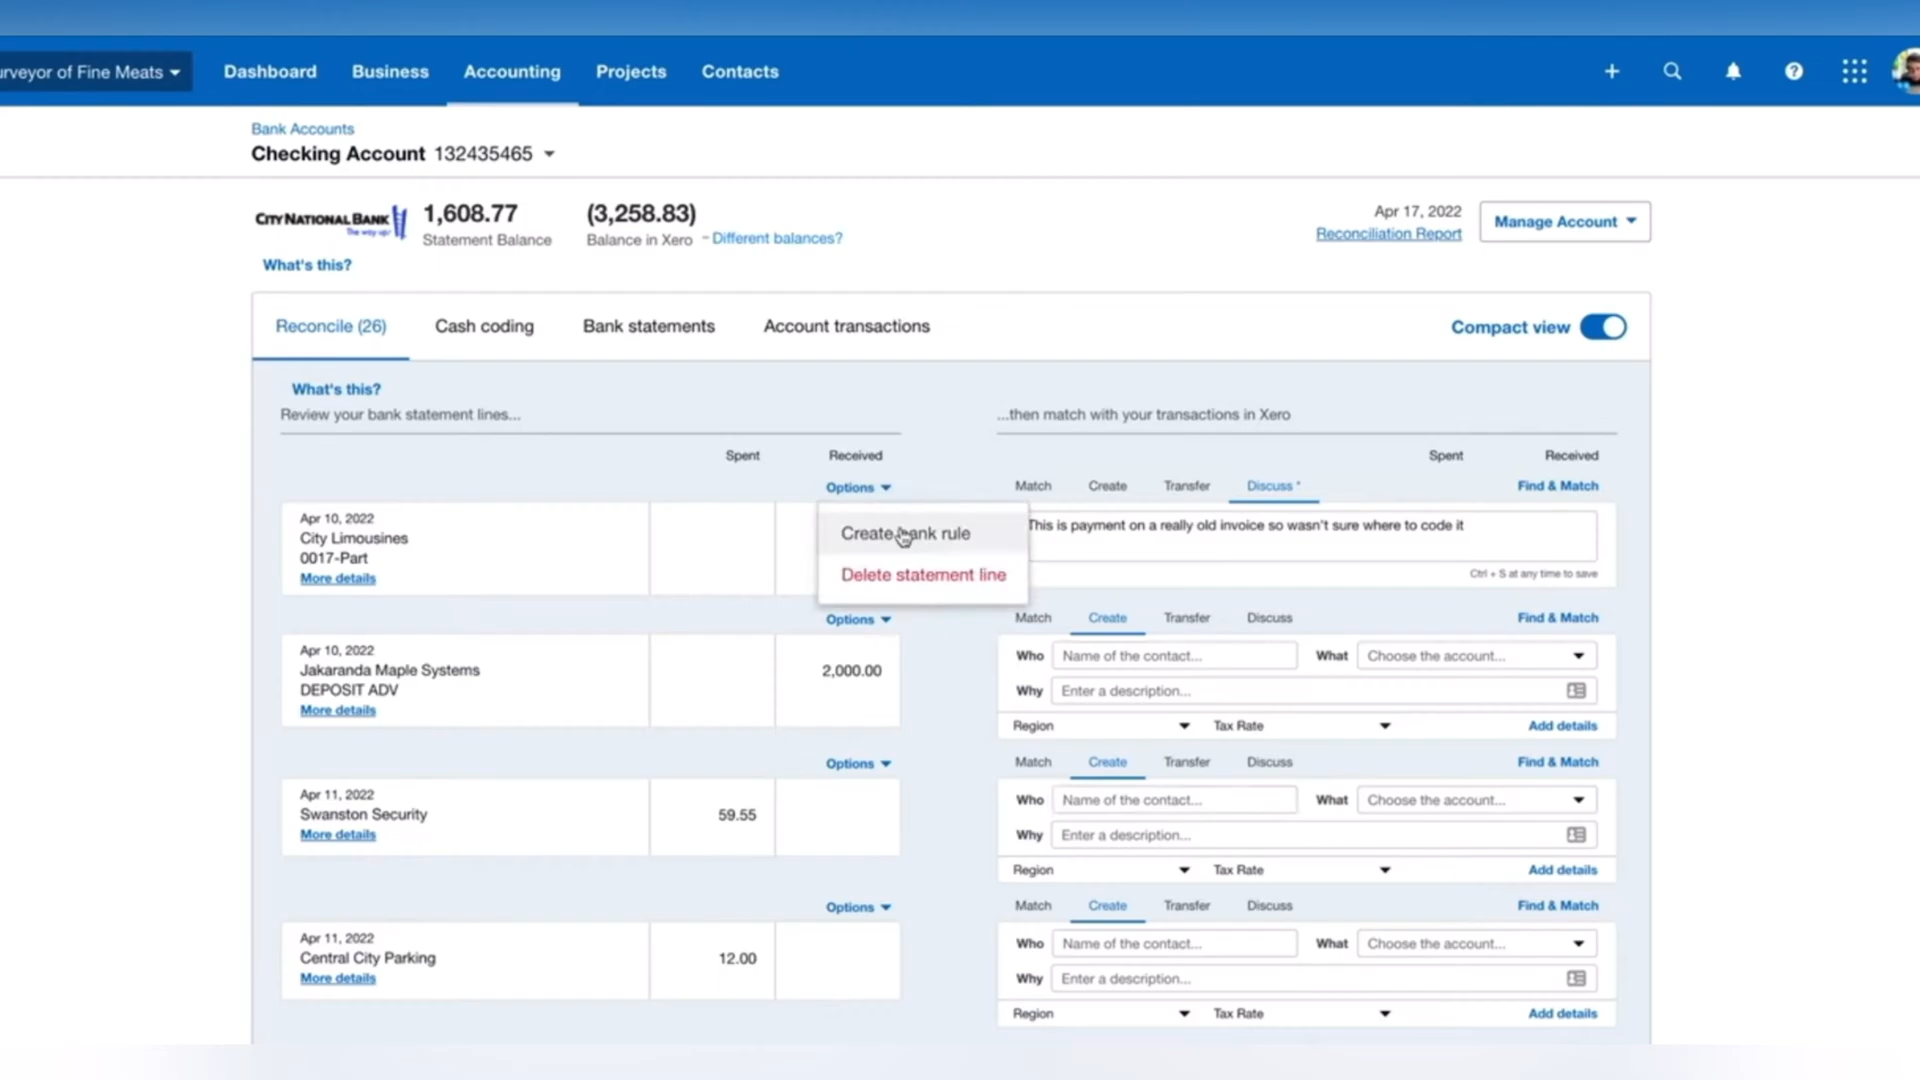 urveyor of Fine Meats
Dashboard
Business
Accounting
Projects
Contacts
Bank Accounts
Checking Account 132435465
CITY NATIONAL BANK
The way up.
1,608.77
Statement Balance
(3,258.83)
Balance in Xero - Different balances?
Apr 17, 2022
Reconciliation Report
Manage Account
What's this?
Reconcile (26)
Cash coding
Bank statements
Account transactions
Compact view
What's this?
Review your bank statement lines...
...then match with your transactions in Xero
Spent
Received
Spent
Received
Options
Match
Create
Transfer
Discuss *
Find & Match
Apr 10, 2022
City Limousines
0017-Part
More details
Create bank rule
Delete statement line
This is payment on a really old invoice so wasn't sure where to code it
Ctrl + S at any time to save
Options
Match
Create
Transfer
Discuss
Find & Match
Apr 10, 2022
Jakaranda Maple Systems
DEPOSIT ADV
More details
2,000.00
Who
Name of the contact...
What
Choose the account...
Why
Enter a description...
Region
Tax Rate
Add details
Options
Match
Create
Transfer
Discuss
Find & Match
Apr 11, 2022
Swanston Security
More details
59.55
Who
Name of the contact...
What
Choose the account...
Why
Enter a description...
Region
Tax Rate
Add details
Options
Match
Create
Transfer
Discuss
Find & Match
Apr 11, 2022
Central City Parking
More details
12.00
Who
Name of the contact...
What
Choose the account...
Why
Enter a description...
Region
Tax Rate
Add details